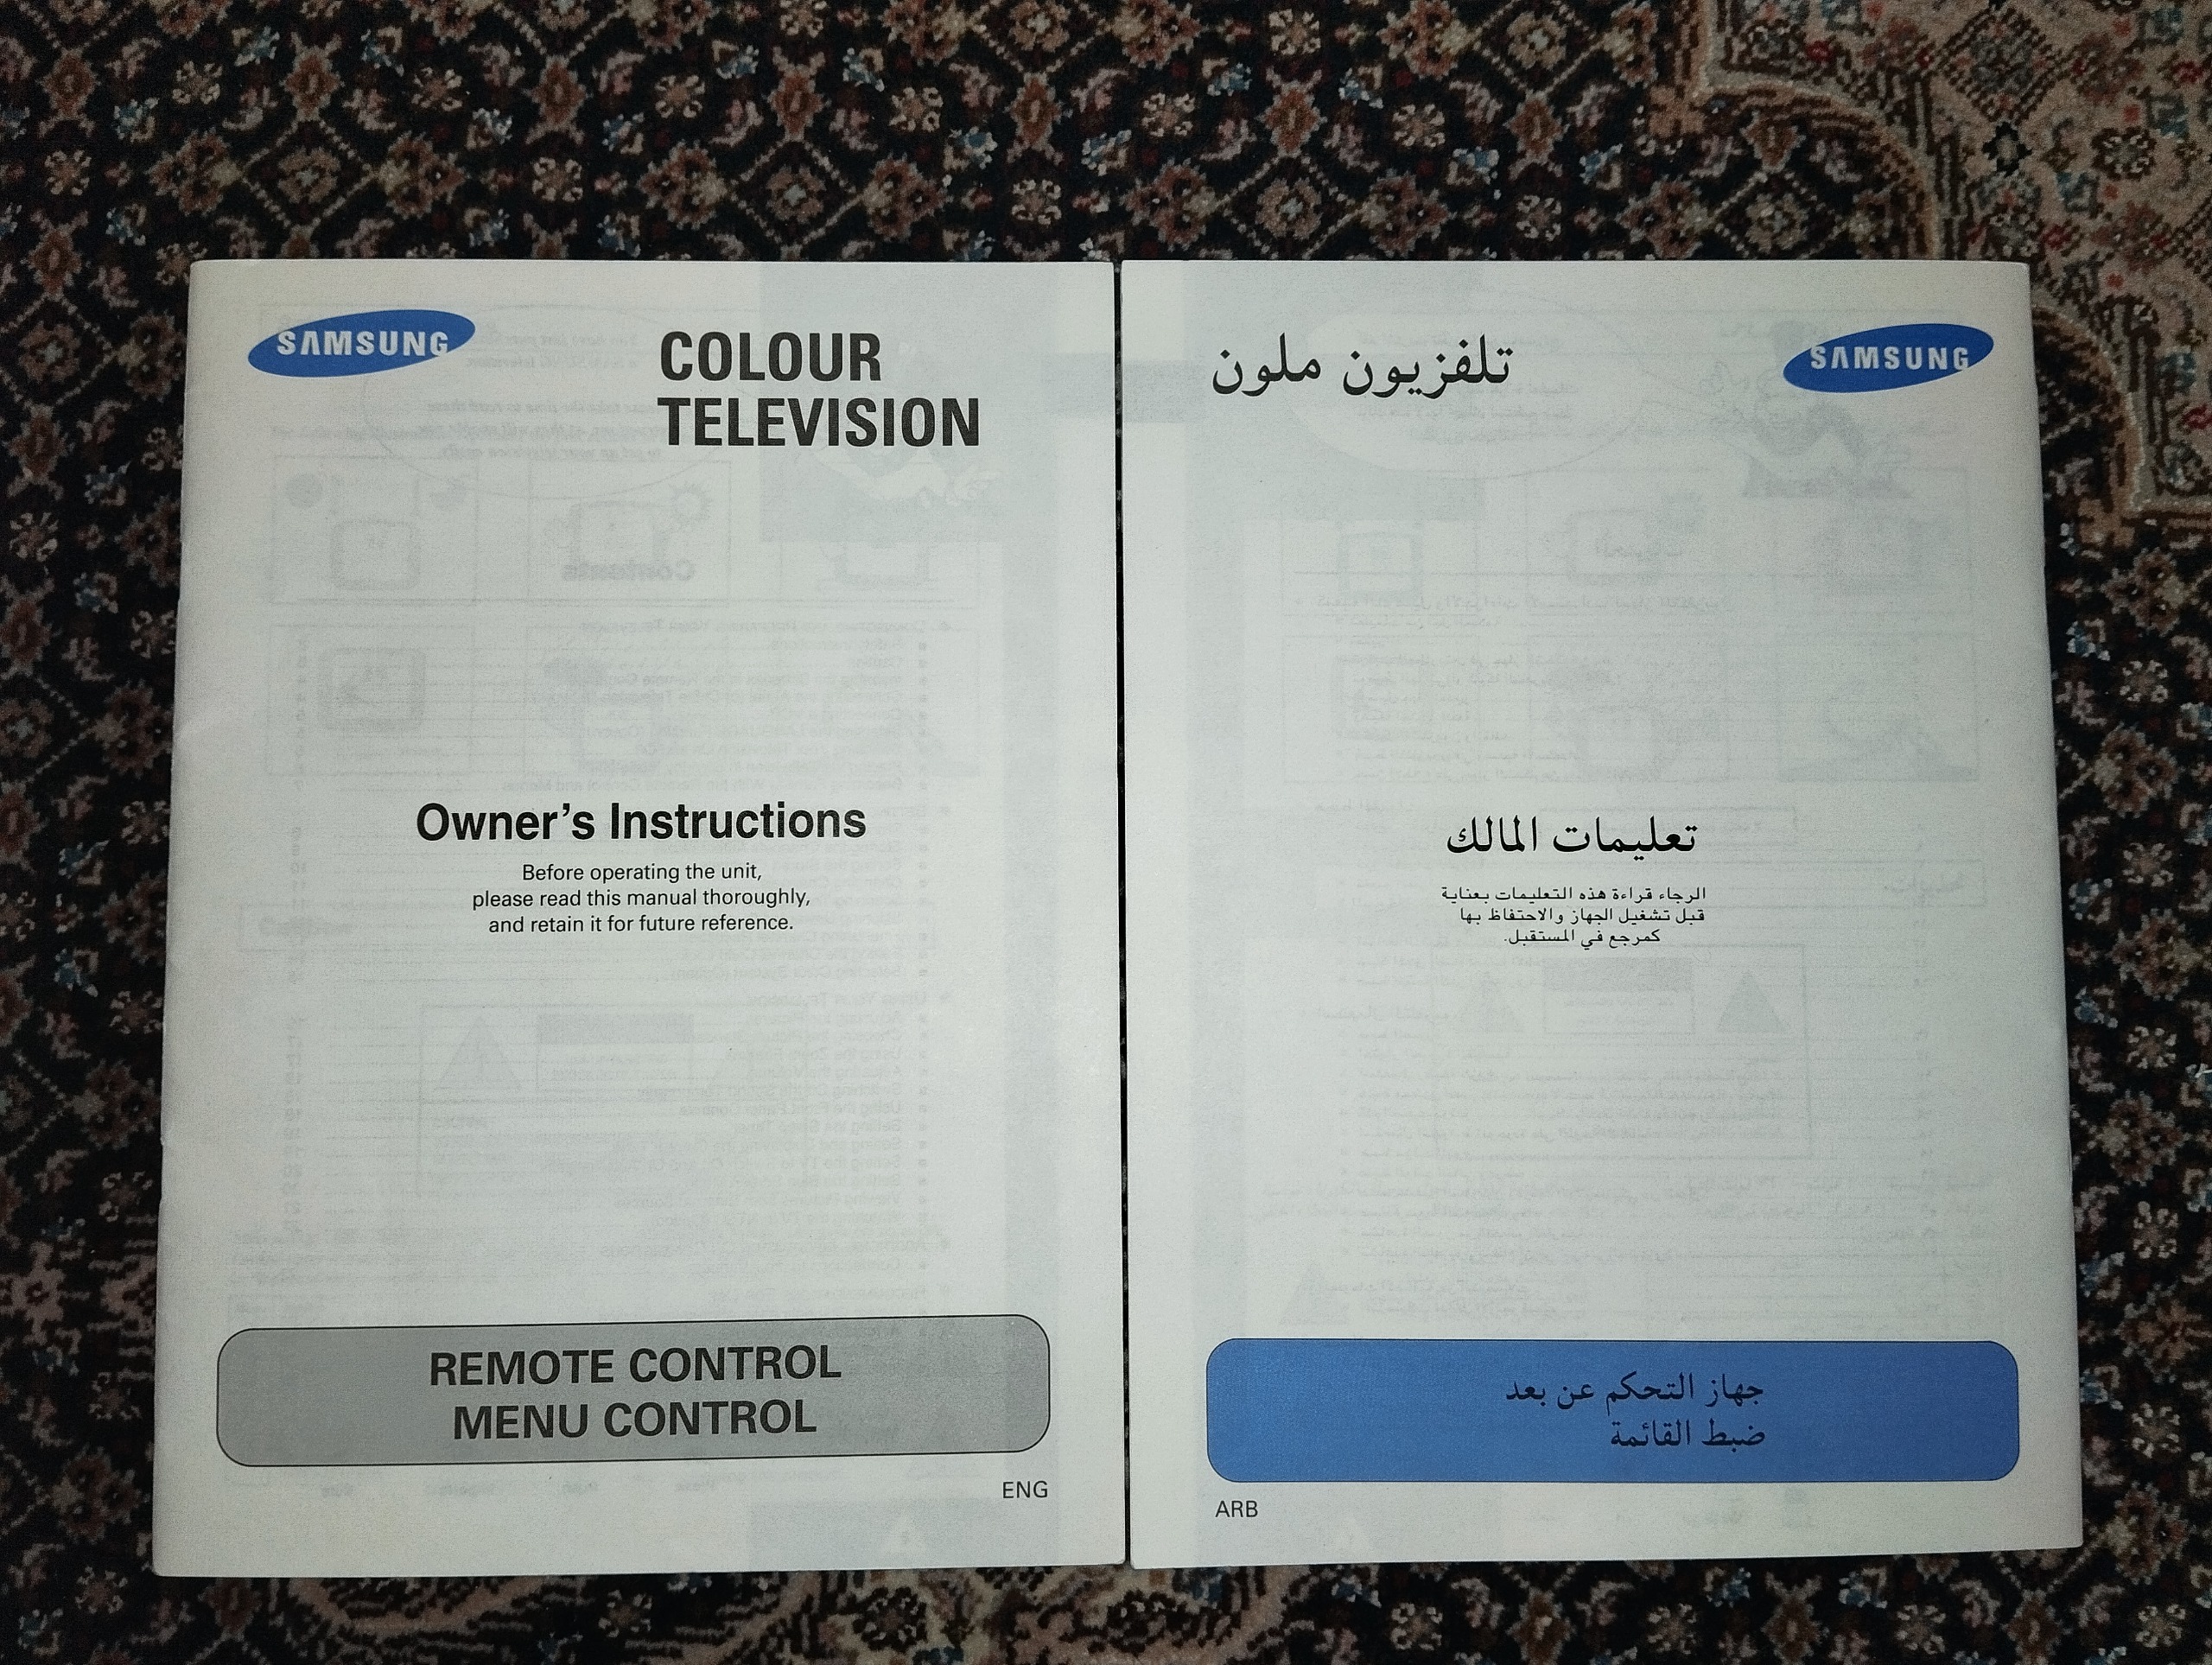 SAMSUNG
COLOUR
TELEVISION
Owner's Instructions
Before operating the unit,
please read this manual thoroughly,
and retain it for future reference.
REMOTE CONTROL
MENU CONTROL
ENG
SAMSUNG
تلفزيون ملون
تعليمات المالك
الرجاء قراءة هذه التعليمات بعناية
قبل تشغيل الجهاز والاحتفاظ بها
كمرجع في المستقبل.
جهاز التحكم عن بعد
ضبط القائمة
ARB